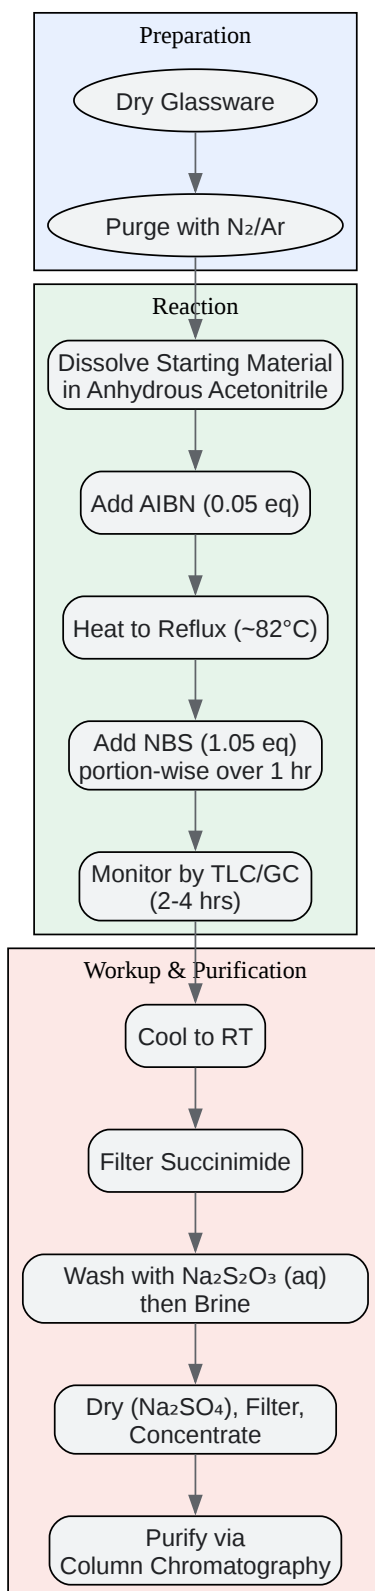 Preparation
Dry Glassware
Purge with N₂/Ar
Reaction
Dissolve Starting Material
in Anhydrous Acetonitrile
Add AIBN (0.05 eq)
Heat to Reflux (~82°C)
Add NBS (1.05 eq)
portion-wise over 1 hr
Monitor by TLC/GC
(2-4 hrs)
Workup & Purification
Cool to RT
Filter Succinimide
Wash with Na₂S₂O₃ (aq)
then Brine
Dry (Na₂SO₄), Filter,
Concentrate
Purify via
Column Chromatography